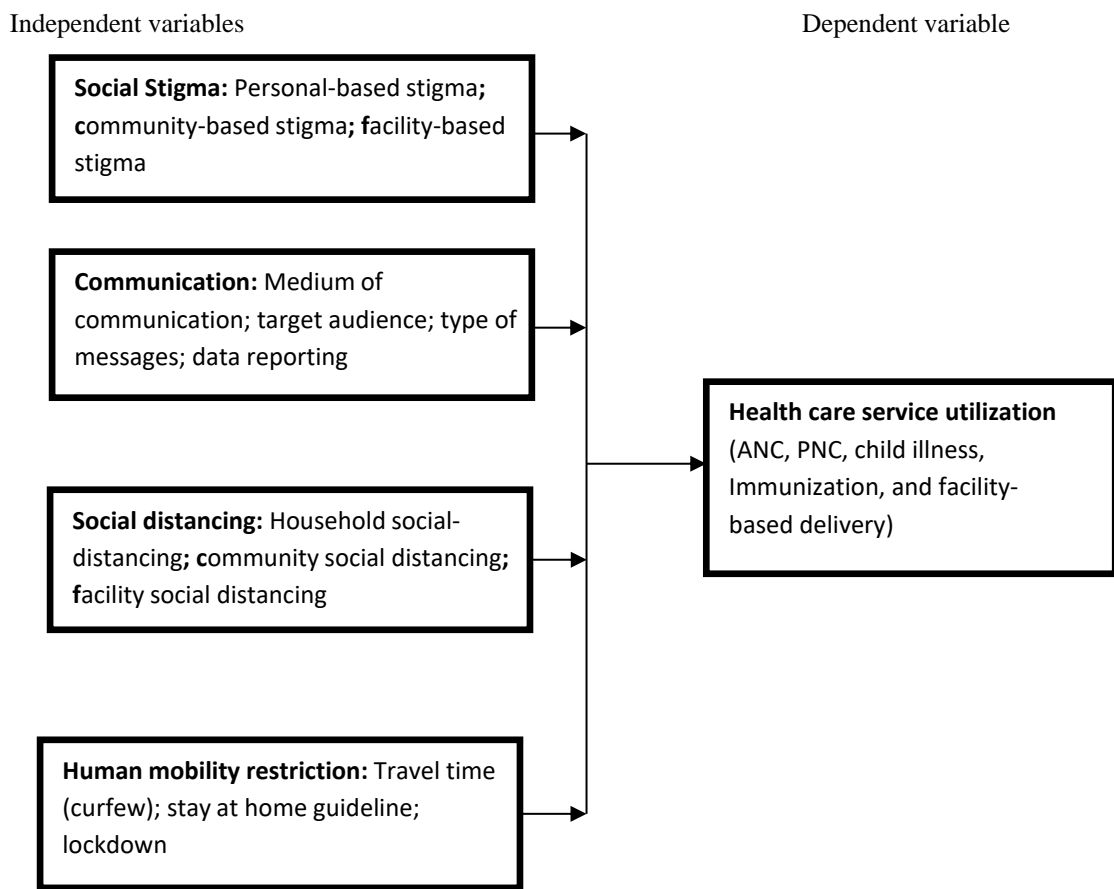 Independent variables
Dependent variable
Social Stigma: Personal-based stigma;
community-based stigma; facility-based
stigma
Communication: Medium of
communication; target audience; type of
messages; data reporting
Health care service utilization
(ANC, PNC, child illness,
Immunization, and facility-
based delivery)
Social distancing: Household social-
distancing; community social distancing;
facility social distancing
Human mobility restriction: Travel time
(curfew); stay at home guideline;
lockdown